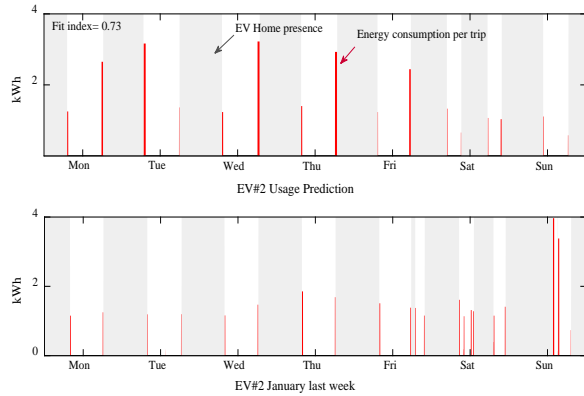 4
Fit index= 0.73
EV Home presence
Energy consumption per trip
2
kWh
0
Mon Tue Wed Thu Fri Sat Sun
EV#2 Usage Prediction
4
2
kWh
0
Mon Tue Wed Thu Fri Sat Sun
EV#2 January last week